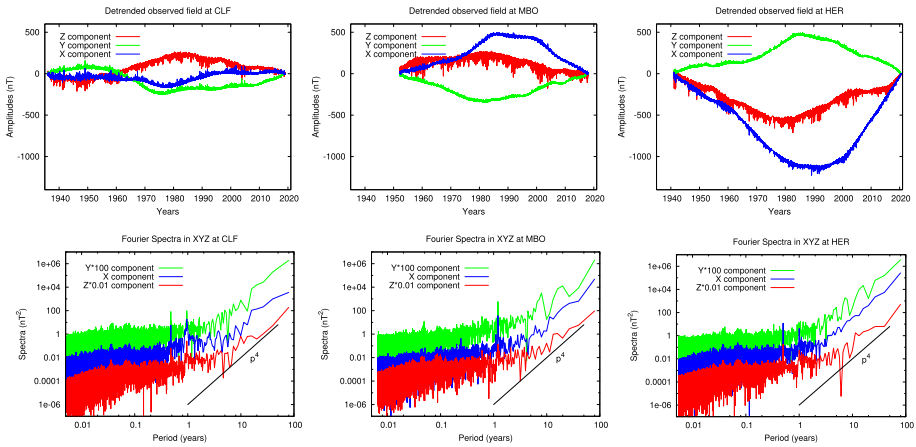 Detrended observed field at CLF
500
0
-500
-1000
Amplitudes (nT)
Z component
Y component
X component
1940 1950 1960 1970 1980 1990 2000 2010 2020
Years
Detrended observed field at MBO
500
0
-500
-1000
Amplitudes (nT)
Z component
Y component
X component
1940 1950 1960 1970 1980 1990 2000 2010 2020
Years
Detrended observed field at HER
500
0
-500
-1000
Amplitudes (nT)
Z component
Y component
X component
1940 1950 1960 1970 1980 1990 2000 2010 2020
Years
Fourier Spectra in XYZ at CLF
1e+06
1e+04
100
1
0.01
0.0001
1e-06
Spectra (nT^2)
Y*100 component
X component
Z*0.01 component
p^4
0.01 0.1 1 10 100
Period (years)
Fourier Spectra in XYZ at MBO
1e+06
1e+04
100
1
0.01
0.0001
1e-06
Spectra (nT^-2)
Y*100 component
X component
Z*0.01 component
p^4
0.01 0.1 1 10 100
Period (years)
Fourier Spectra in XYZ at HER
1e+06
1e+04
100
1
0.01
0.0001
1e-06
Spectra (nT^-2)
Y*100 component
X component
Z*0.01 component
p^4
0.01 0.1 1 10 100
Period (years)